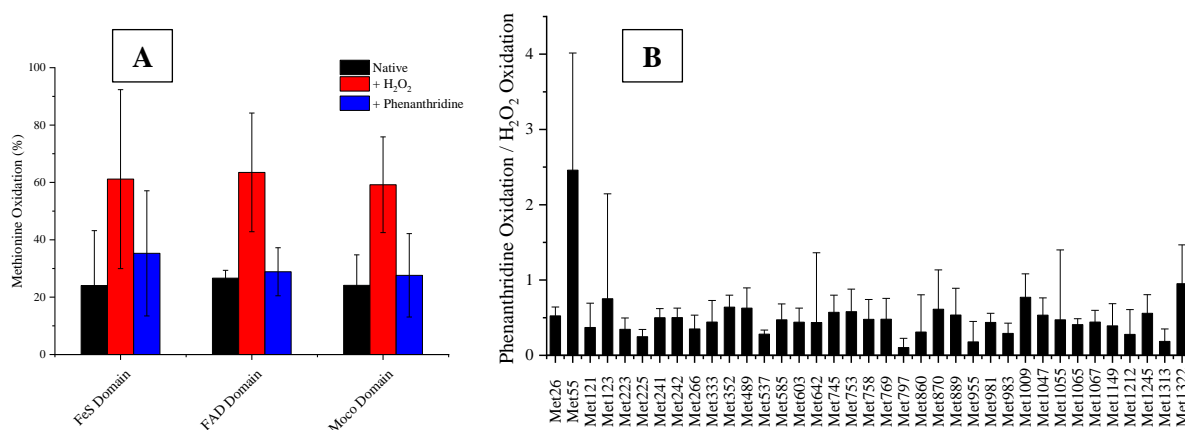 A
Native
+ H₂O₂
+ Phenanthridine
Methionine Oxidation (%)
100
80
60
40
20
0
FeS Domain
FAD Domain
Moco Domain
B
Phenanthridine Oxidation / H₂O₂ Oxidation
4
3
2
1
0
Met26
Met55
Met121
Met123
Met223
Met225
Met241
Met242
Met266
Met333
Met352
Met489
Met537
Met585
Met603
Met642
Met745
Met753
Met758
Met769
Met797
Met860
Met870
Met889
Met955
Met981
Met983
Met1009
Met1047
Met1055
Met1065
Met1067
Met1149
Met1212
Met1245
Met1313
Met1322